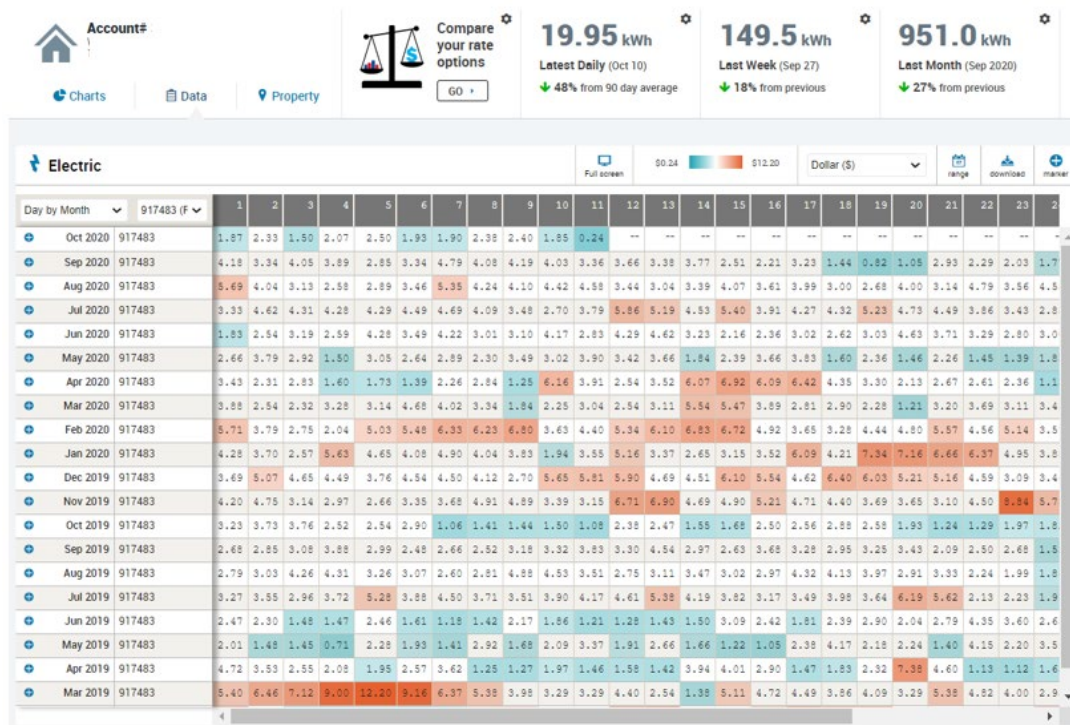 Account#
Charts
Data
Property
Compare
your rate
options
GO
19.95 kWh
Latest Daily (Oct 10)
48% from 90 day average
149.5 kWh
Last Week (Sep 27)
18% from previous
951.0 kWh
Last Month (Sep 2020)
27% from previous
Electric
Full screen
$0.24 $12.20
Dollar ($)
range
download
marker
Day by Month 917483 (F 1 2 3 4 5 6 7 8 9 10 11 12 13 14 15 16 17 18 19 20 21 22 23
Oct 2020 917483 1.87 2.33 1.50 2.07 2.50 1.93 1.90 2.38 2.40 1.85 0.24 -- -- -- -- -- -- -- -- -- -- -- --
Sep 2020 917483 4.18 3.34 4.05 3.89 2.85 3.34 4.79 4.08 4.19 4.03 3.36 3.66 3.38 3.77 2.51 2.21 3.23 1.44 0.82 1.05 2.93 2.29 2.03 1.7
Aug 2020 917483 5.69 4.04 3.13 2.58 2.89 3.46 5.35 4.24 4.10 4.42 4.58 3.44 3.04 3.39 4.07 3.61 3.99 3.00 2.68 4.00 3.14 4.79 3.56 4.5
Jul 2020 917483 3.33 4.62 4.31 4.28 4.29 4.49 4.69 4.09 3.48 2.70 3.79 5.86 5.19 4.53 5.40 3.91 4.27 4.32 5.23 4.73 4.49 3.86 3.43 2.8
Jun 2020 917483 1.83 2.54 3.19 2.59 4.28 3.49 4.22 3.01 3.10 4.17 2.83 4.29 4.62 3.23 2.16 2.36 3.02 2.62 3.03 4.63 3.71 3.29 2.80 3.0
May 2020 917483 2.66 3.79 2.92 1.50 3.05 2.64 2.89 2.30 3.49 3.02 3.90 3.42 3.66 1.84 2.39 3.66 3.83 1.60 2.36 1.46 2.26 1.45 1.39 1.8
Apr 2020 917483 3.43 2.31 2.83 1.60 1.73 1.39 2.26 2.84 1.25 6.16 3.91 2.54 3.52 6.07 6.92 6.09 6.42 4.35 3.30 2.13 2.67 2.61 2.36 1.1
Mar 2020 917483 3.88 2.54 2.32 3.28 3.14 4.68 4.02 3.34 1.84 2.25 3.04 2.54 3.11 5.54 5.47 3.89 2.81 2.90 2.28 1.21 3.20 3.69 3.11 3.4
Feb 2020 917483 5.71 3.79 2.75 2.04 5.03 5.48 6.33 6.23 6.80 3.63 4.40 5.34 6.10 6.83 6.72 4.92 3.65 3.28 4.44 4.80 5.57 4.56 5.14 3.5
Jan 2020 917483 4.28 3.70 2.57 5.63 4.65 4.08 4.90 4.04 3.83 1.94 3.55 5.16 3.37 2.65 3.15 3.52 6.09 4.21 7.34 7.16 6.66 6.37 4.95 3.8
Dec 2019 917483 3.69 5.07 4.65 4.49 3.76 4.54 4.50 4.12 2.70 5.65 5.81 5.90 4.69 4.51 6.10 5.54 4.62 6.40 6.03 5.21 5.16 4.59 3.09 3.4
Nov 2019 917483 4.20 4.75 3.14 2.97 2.66 3.35 3.68 4.91 4.89 3.39 3.15 6.71 6.90 4.69 4.90 5.21 4.71 4.40 3.69 3.65 3.10 4.50 8.84 5.7
Oct 2019 917483 3.23 3.73 3.76 2.52 2.54 2.90 1.06 1.41 1.44 1.50 1.08 2.38 2.47 1.55 1.68 2.50 2.56 2.88 2.58 1.93 1.24 1.29 1.97 1.8
Sep 2019 917483 2.68 2.85 3.08 3.88 2.99 2.48 2.66 2.52 3.18 3.32 3.83 3.30 4.54 2.97 2.63 3.68 3.28 2.95 3.25 3.43 2.09 2.50 2.68 1.5
Aug 2019 917483 2.79 3.03 4.26 4.31 3.26 3.07 2.60 2.81 4.88 4.53 3.51 2.75 3.11 3.47 3.02 2.97 4.32 4.13 3.97 2.91 3.33 2.24 1.99 1.8
Jul 2019 917483 3.27 3.55 2.96 3.72 5.28 3.88 4.50 3.71 3.51 3.90 4.17 4.61 5.38 4.19 3.82 3.17 3.49 3.98 3.64 6.19 5.62 2.13 2.23 1.9
Jun 2019 917483 2.47 2.30 1.48 1.47 2.46 1.61 1.18 1.42 2.17 1.86 1.21 1.28 1.43 1.50 3.09 2.42 1.81 2.39 2.90 2.04 2.79 4.35 3.60 2.6
May 2019 917483 2.01 1.48 1.45 0.71 2.28 1.93 1.41 2.92 1.68 2.09 3.37 1.91 2.66 1.66 1.22 1.05 2.38 4.17 2.18 2.24 1.40 4.15 2.20 3.5
Apr 2019 917483 4.72 3.53 2.55 2.08 1.95 2.57 3.62 1.25 1.27 1.97 1.46 1.58 1.42 3.94 4.01 2.90 1.47 1.83 2.32 7.38 4.60 1.13 1.12 1.6
Mar 2019 917483 5.40 6.46 7.12 9.00 12.20 9.16 6.37 5.38 3.98 3.29 3.29 4.40 2.54 1.38 5.11 4.72 4.49 3.86 4.09 3.29 5.38 4.82 4.00 2.9